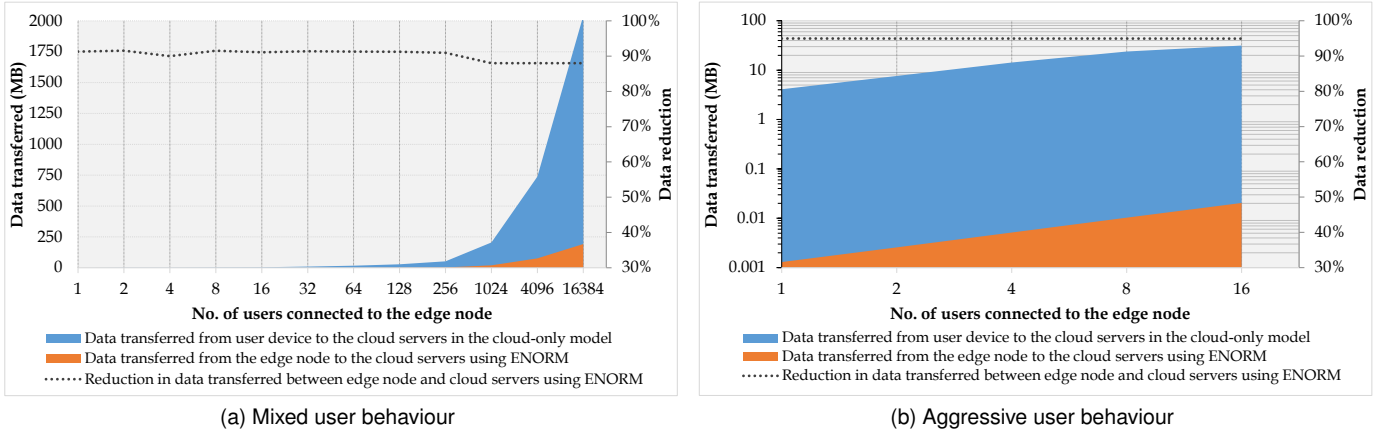 2000
1750
1500
1250
1000
750
500
250
0
Data transferred (MB)
100%
90%
80%
70%
60%
50%
40%
30%
Data reduction
1 2 4 8 16 32 64 128 256 1024 4096 16384
No. of users connected to the edge node
Data transferred from user device to the cloud servers in the cloud-only model
Data transferred from the edge node to the cloud servers using ENORM
Reduction in data transferred between edge node and cloud servers using ENORM
(a) Mixed user behaviour
100
10
1
0.1
0.01
0.001
Data transferred (MB)
100%
90%
80%
70%
60%
50%
40%
30%
Data reduction
1 2 4 8 16
No. of users connected to the edge node
Data transferred from user device to the cloud servers in the cloud-only model
Data transferred from the edge node to the cloud servers using ENORM
Reduction in data transferred between edge node and cloud servers using ENORM
(b) Aggressive user behaviour